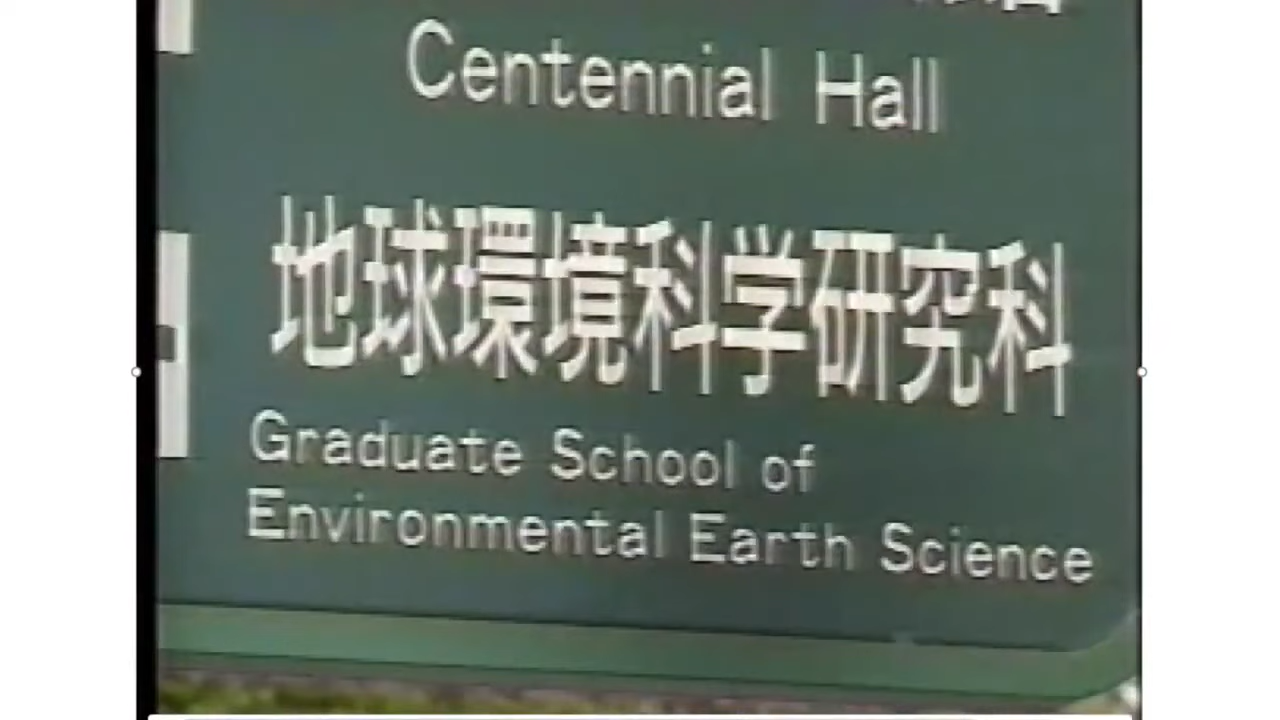 Centennial Hall
地球環境科学研究科
Graduate School of
Environmental Earth Science